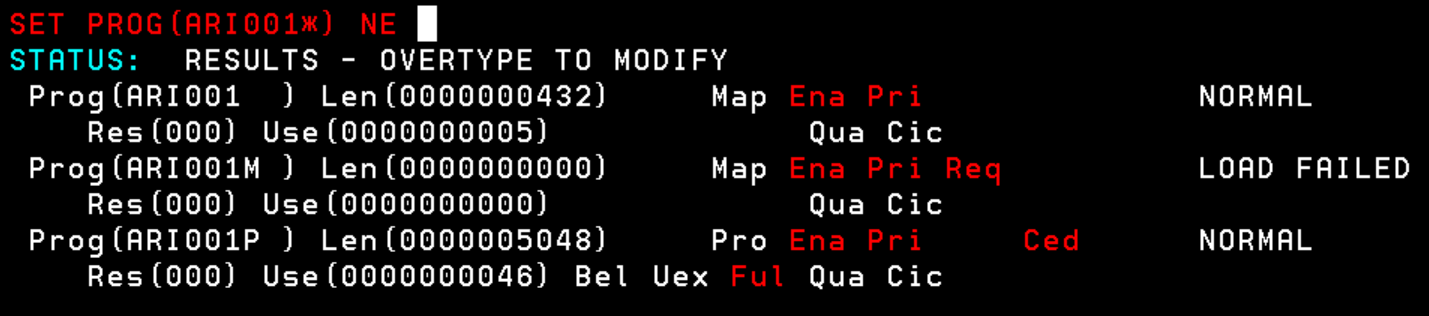 SET PROG(ARI001*) NE
STATUS:  RESULTS - OVERTYPE TO MODIFY
 Prog(ARI001  ) Len(0000000432)     Map Ena Pri              NORMAL
    Res(000) Use(0000000005)             Qua Cic
 Prog(ARI001M ) Len(0000000000)     Map Ena Pri Req          LOAD FAILED
    Res(000) Use(0000000000)             Qua Cic
 Prog(ARI001P ) Len(0000005048)     Pro Ena Pri     Ced      NORMAL
    Res(000) Use(0000000046) Bel Uex Ful Qua Cic